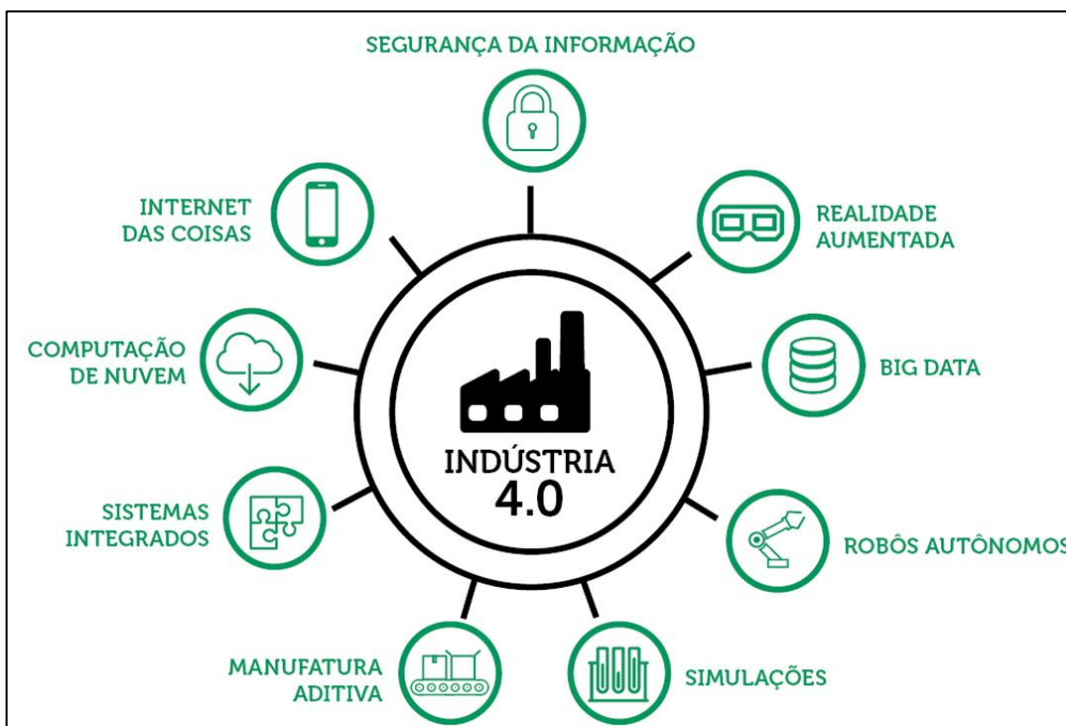 SEGURANÇA DA INFORMAÇÃO
INTERNET
DAS COISAS
REALIDADE
AUMENTADA
COMPUTAÇÃO
DE NUVEM
BIG DATA
INDÚSTRIA
4.0
SISTEMAS
INTEGRADOS
ROBÔS AUTÔNOMOS
MANUFATURA
ADITIVA
SIMULAÇÕES